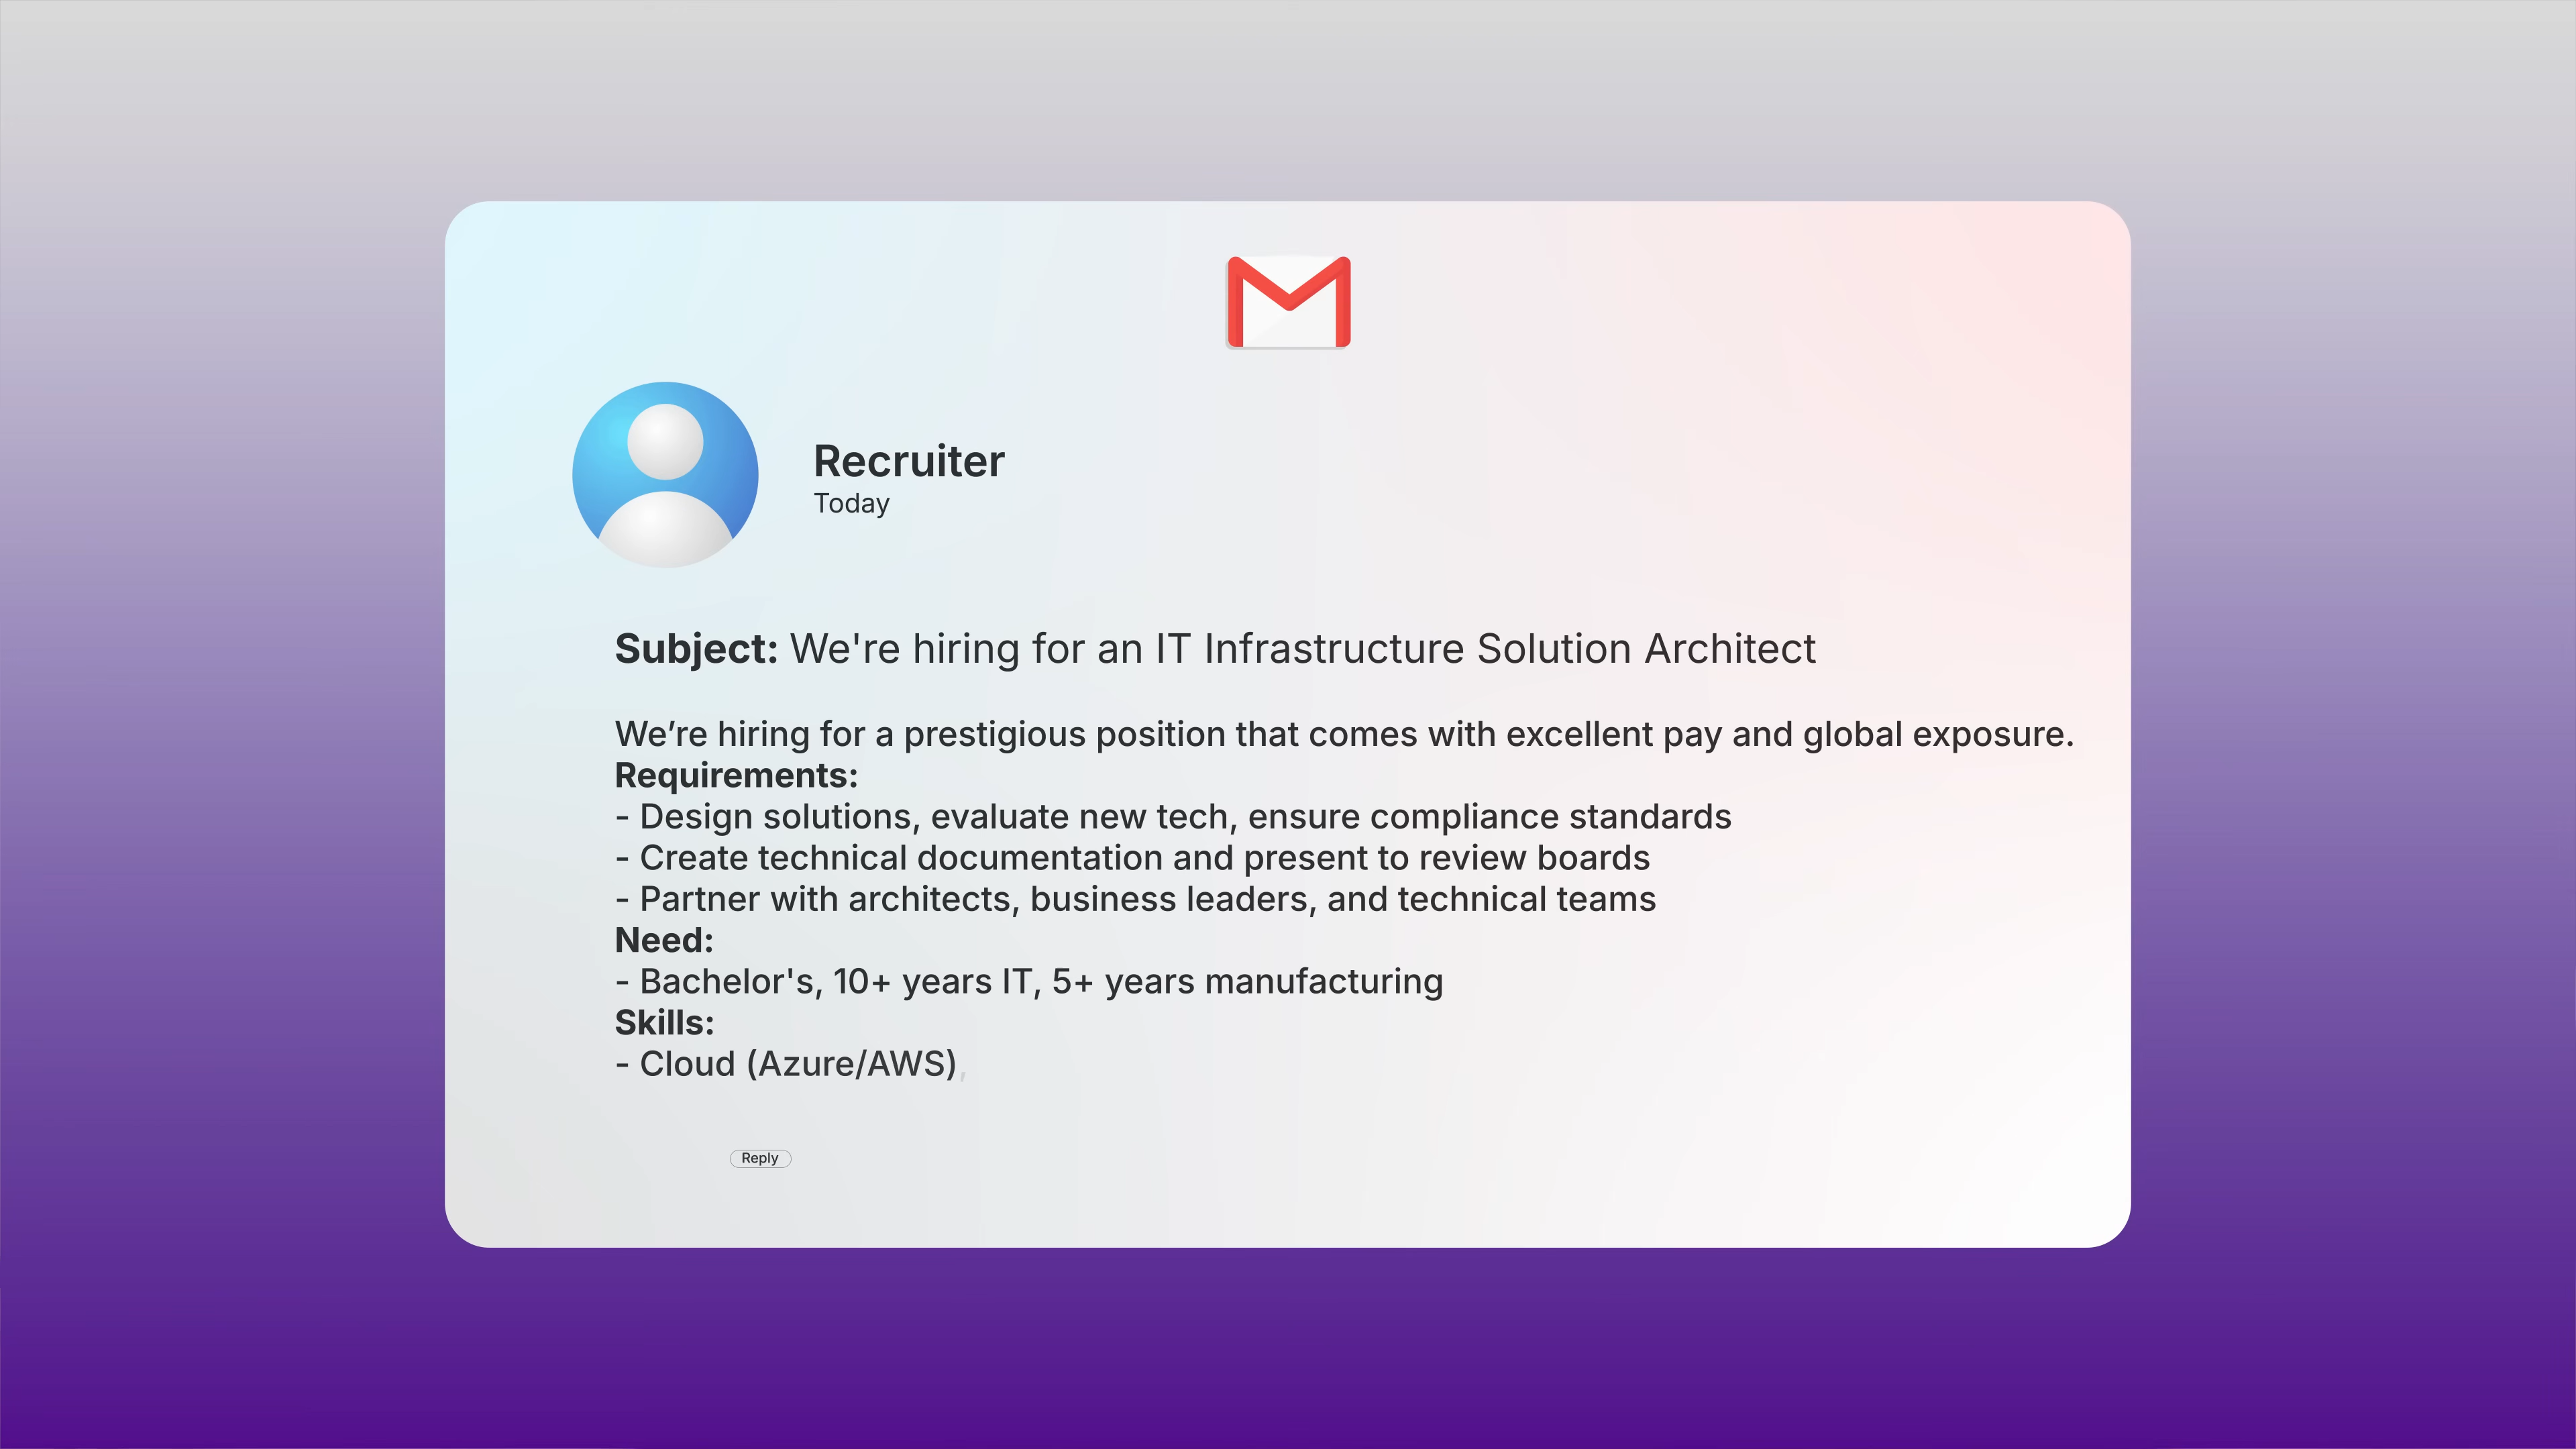 Recruiter
Today
Subject: We're hiring for an IT Infrastructure Solution Architect
We’re hiring for a prestigious position that comes with excellent pay and global exposure.
Requirements:
- Design solutions, evaluate new tech, ensure compliance standards
- Create technical documentation and present to review boards
- Partner with architects, business leaders, and technical teams
Need:
- Bachelor's, 10+ years IT, 5+ years manufacturing
Skills:
- Cloud (Azure/AWS),
Reply